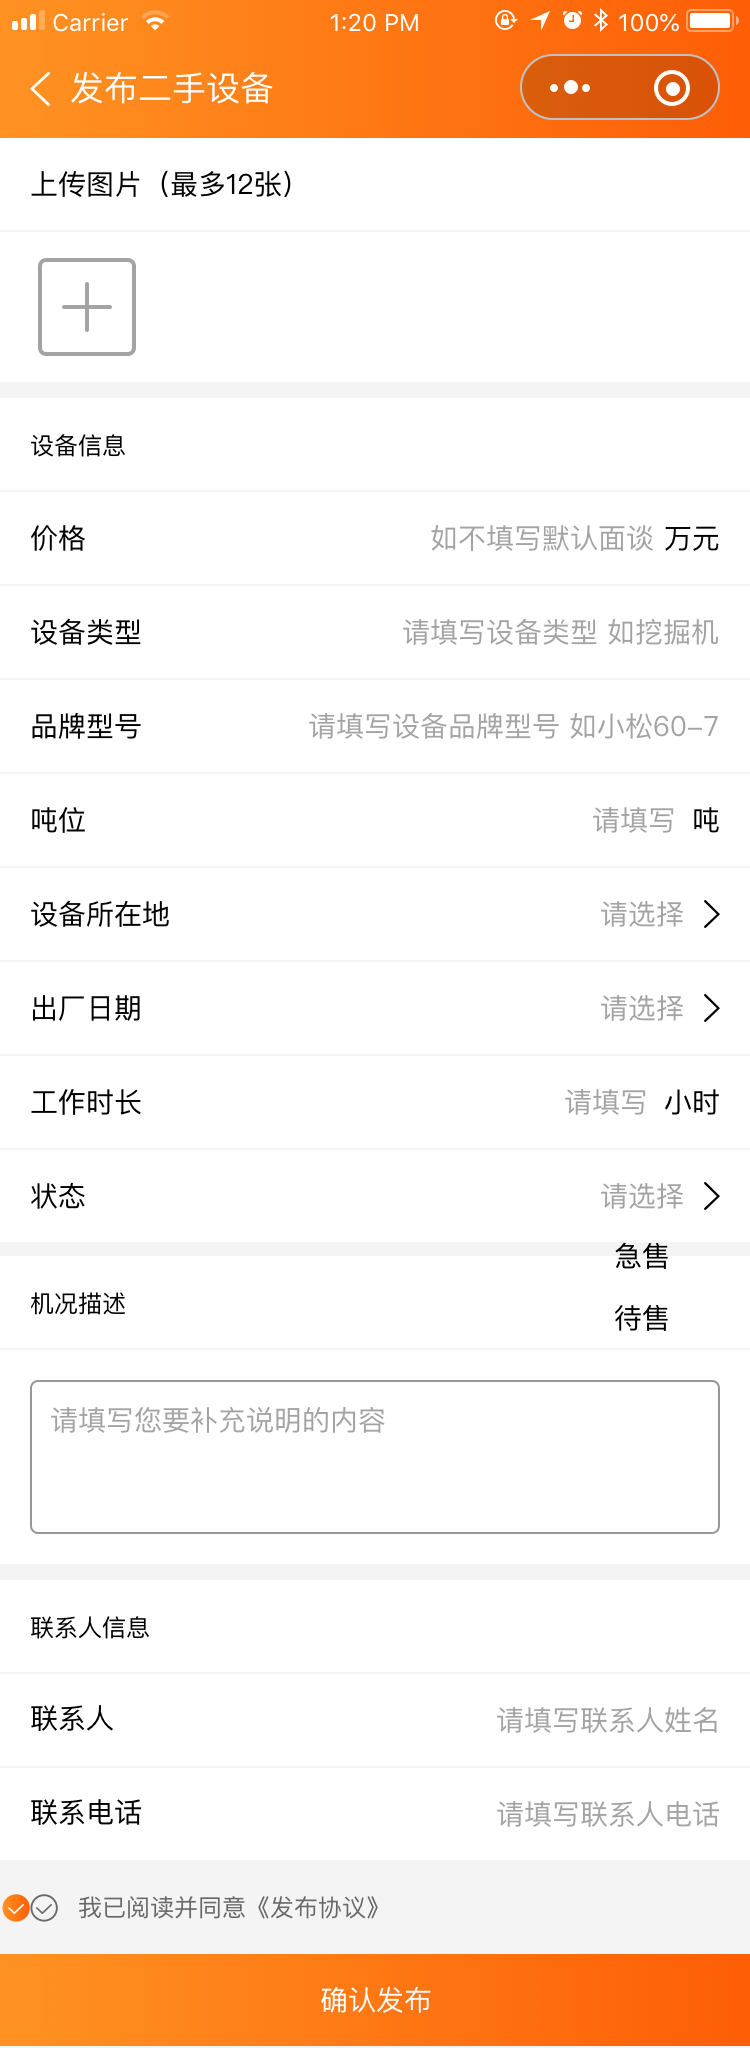 Carrier 1:20 PM 100%
发布二手设备
上传图片（最多12张）
设备信息
价格 如不填写默认面谈 万元
设备类型 请填写设备类型 如挖掘机
品牌型号 请填写设备品牌型号 如小松60-7
吨位 请填写 吨
设备所在地 请选择
出厂日期 请选择
工作时长 请填写 小时
状态 请选择
急售
机况描述
待售
请填写您要补充说明的内容
联系人信息
联系人 请填写联系人姓名
联系电话 请填写联系人电话
我已阅读并同意《发布协议》
确认发布